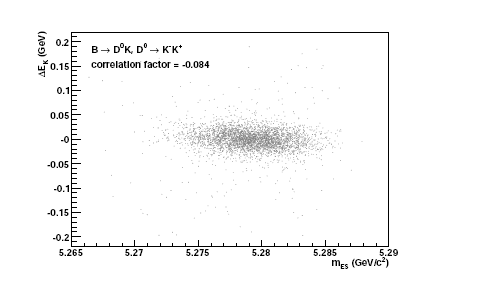 ΔE_K (GeV)
B → D⁰K, D⁰ → K⁻K⁺
correlation factor = -0.084
0.2
0.15
0.1
0.05
-0
-0.05
-0.1
-0.15
-0.2
5.265 5.27 5.275 5.28 5.285 5.29
m_ES (GeV/c²)